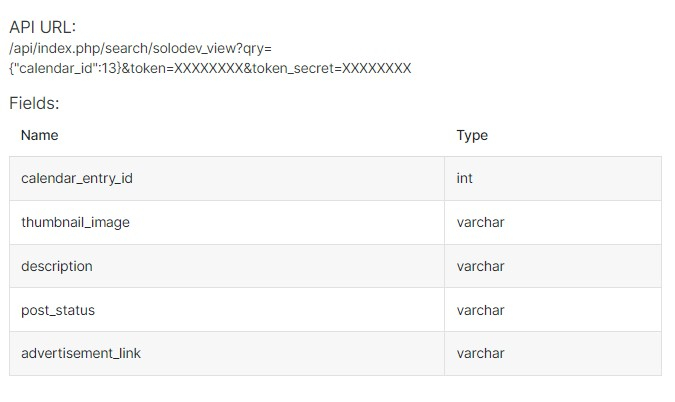 API URL:
/api/index.php/search/solodev_view?qry=
{"calendar_id":13}&token=XXXXXXXX&token_secret=XXXXXXXX
Fields:
Name Type
calendar_entry_id int
thumbnail_image varchar
description varchar
post_status varchar
advertisement_link varchar